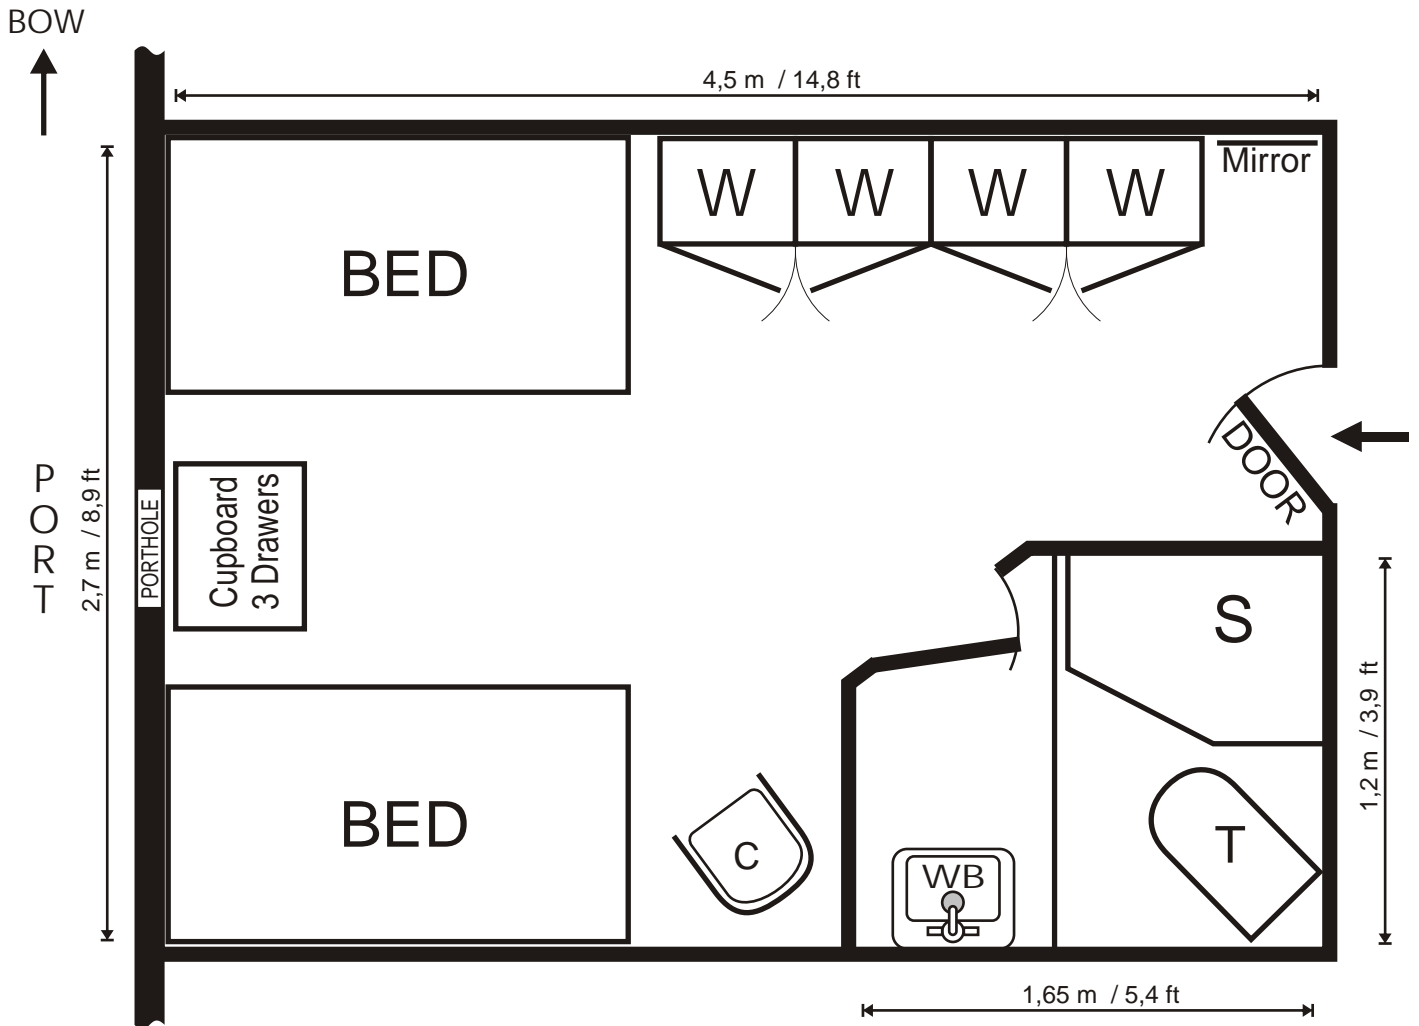 BOW
4,5 m / 14,8 ft
W W W W
Mirror
BED
DOOR
PORT
2,7 m / 8,9 ft
PORTHOLE
Cupboard
3 Drawers
S
1,2 m / 3,9 ft
BED
C
WB
T
1,65 m / 5,4 ft